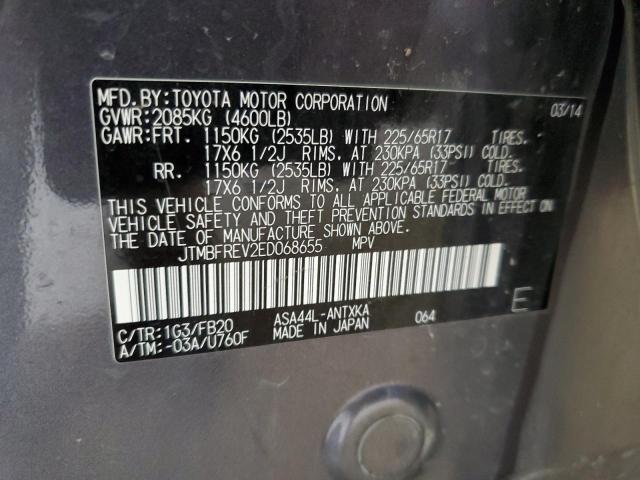 MFD.BY:TOYOTA MOTOR CORPORATION 03/14
GVWR:2085KG (4600LB)
GAWR:FRT. 1150KG (2535LB) WITH 225/65R17 TIRES.
17X6 1/2J RIMS. AT 230KPA (33PSI) COLD.
RR. 1150KG (2535LB) WITH 225/65R17 TIRES.
17X6 1/2J RIMS. AT 230KPA (33PSI) COLD.
THIS VEHICLE CONFORMS TO ALL APPLICABLE FEDERAL MOTOR
VEHICLE SAFETY AND THEFT PREVENTION STANDARDS IN EFFECT ON
THE DATE OF MANUFACTURE SHOWN ABOVE.
JTMBFREV2ED068655 MPV
C/TR:1G3/FB20 ASA44L-ANTXKA 064 E
A/TM:-03A/U760F MADE IN JAPAN